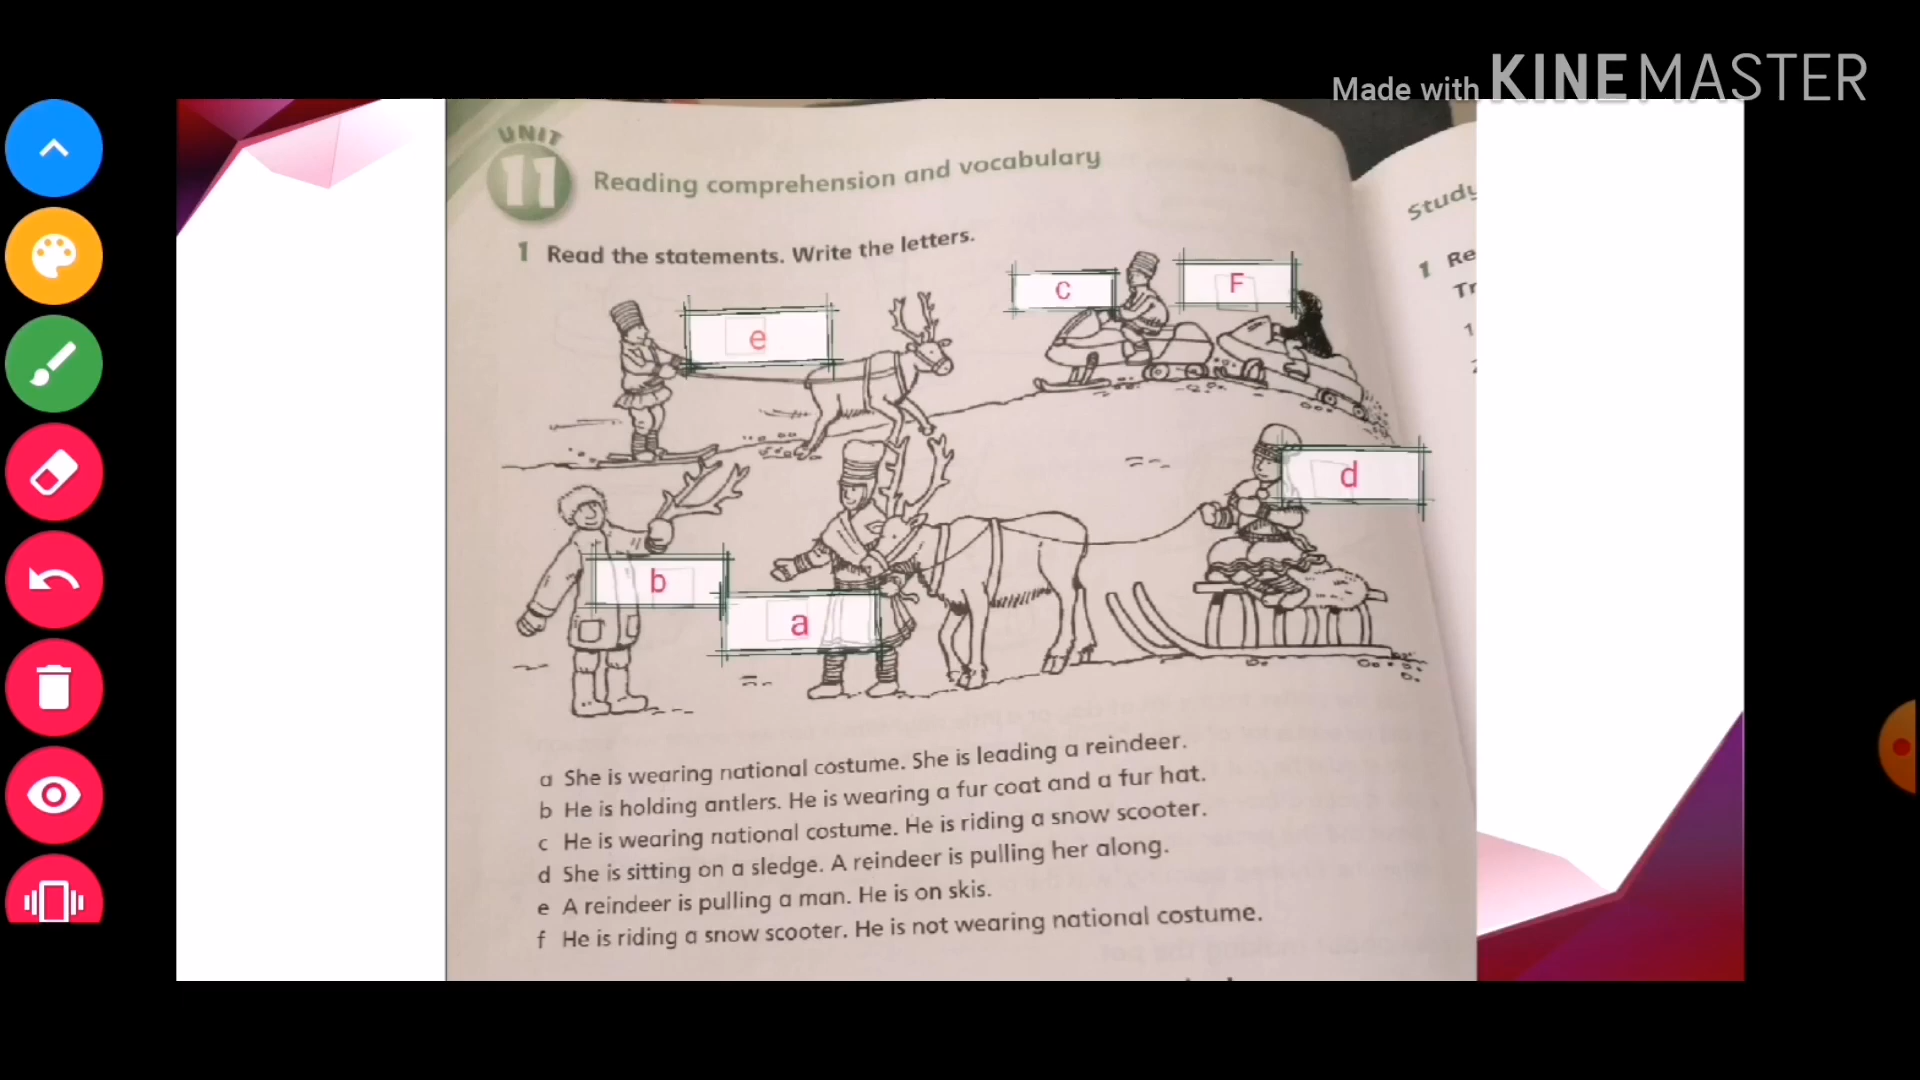 Made with KINEMASTER
UNIT
11
Reading comprehension and vocabulary
Study
1 Read the statements. Write the letters.
1 Re
Tr
1
e
c
F
d
b
a
a She is wearing national costume. She is leading a reindeer.
b He is holding antlers. He is wearing a fur coat and a fur hat.
c He is wearing national costume. He is riding a snow scooter.
d She is sitting on a sledge. A reindeer is pulling her along.
e A reindeer is pulling a man. He is on skis.
f He is riding a snow scooter. He is not wearing national costume.